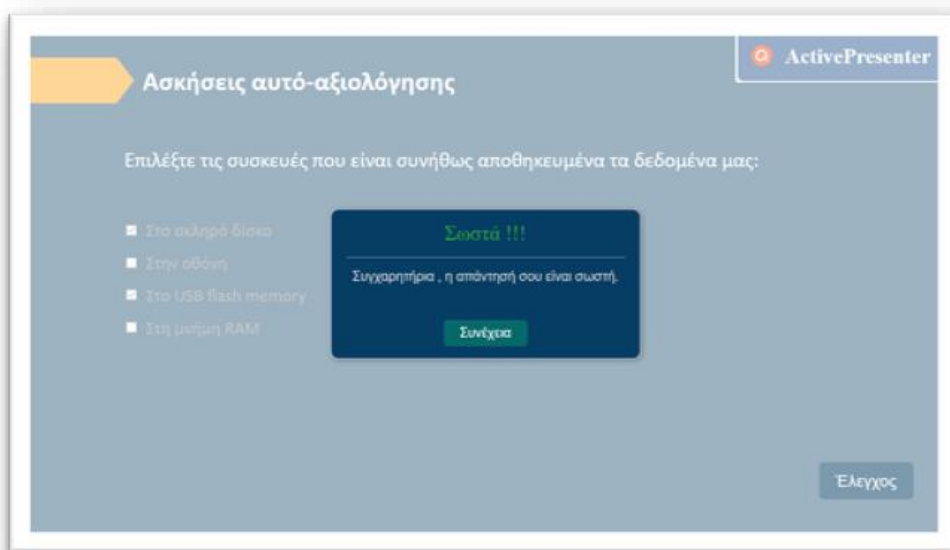 ActivePresenter
Ασκήσεις αυτό-αξιολόγησης
Επιλέξτε τις συσκευές που είναι συνήθως αποθηκευμένα τα δεδομένα μας:
Στο σκληρό δίσκο
Στην οθόνη
Στο USB flash memory
Στη μνήμη RAM
Σωστά !!!
Συγχαρητήρια , η απάντησή σου είναι σωστή.
Συνέχεια
Έλεγχος